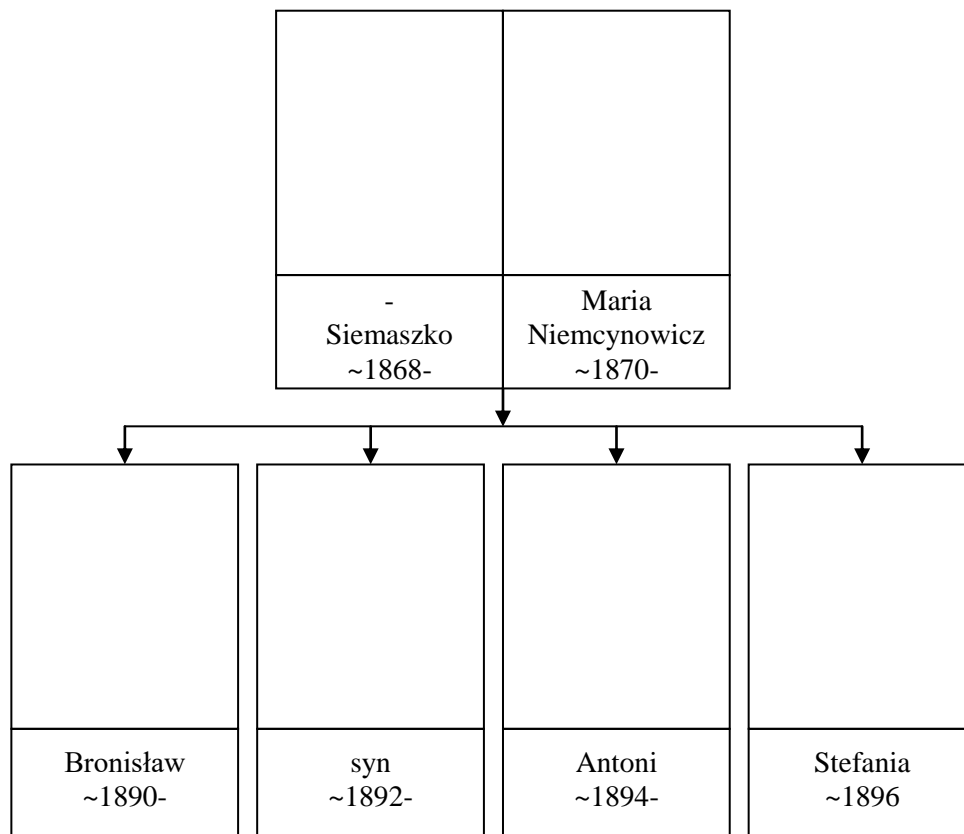 -
Siemaszko
~1868-
Maria
Niemcynowicz
~1870-
Bronisław
~1890-
syn
~1892-
Antoni
~1894-
Stefania
~1896